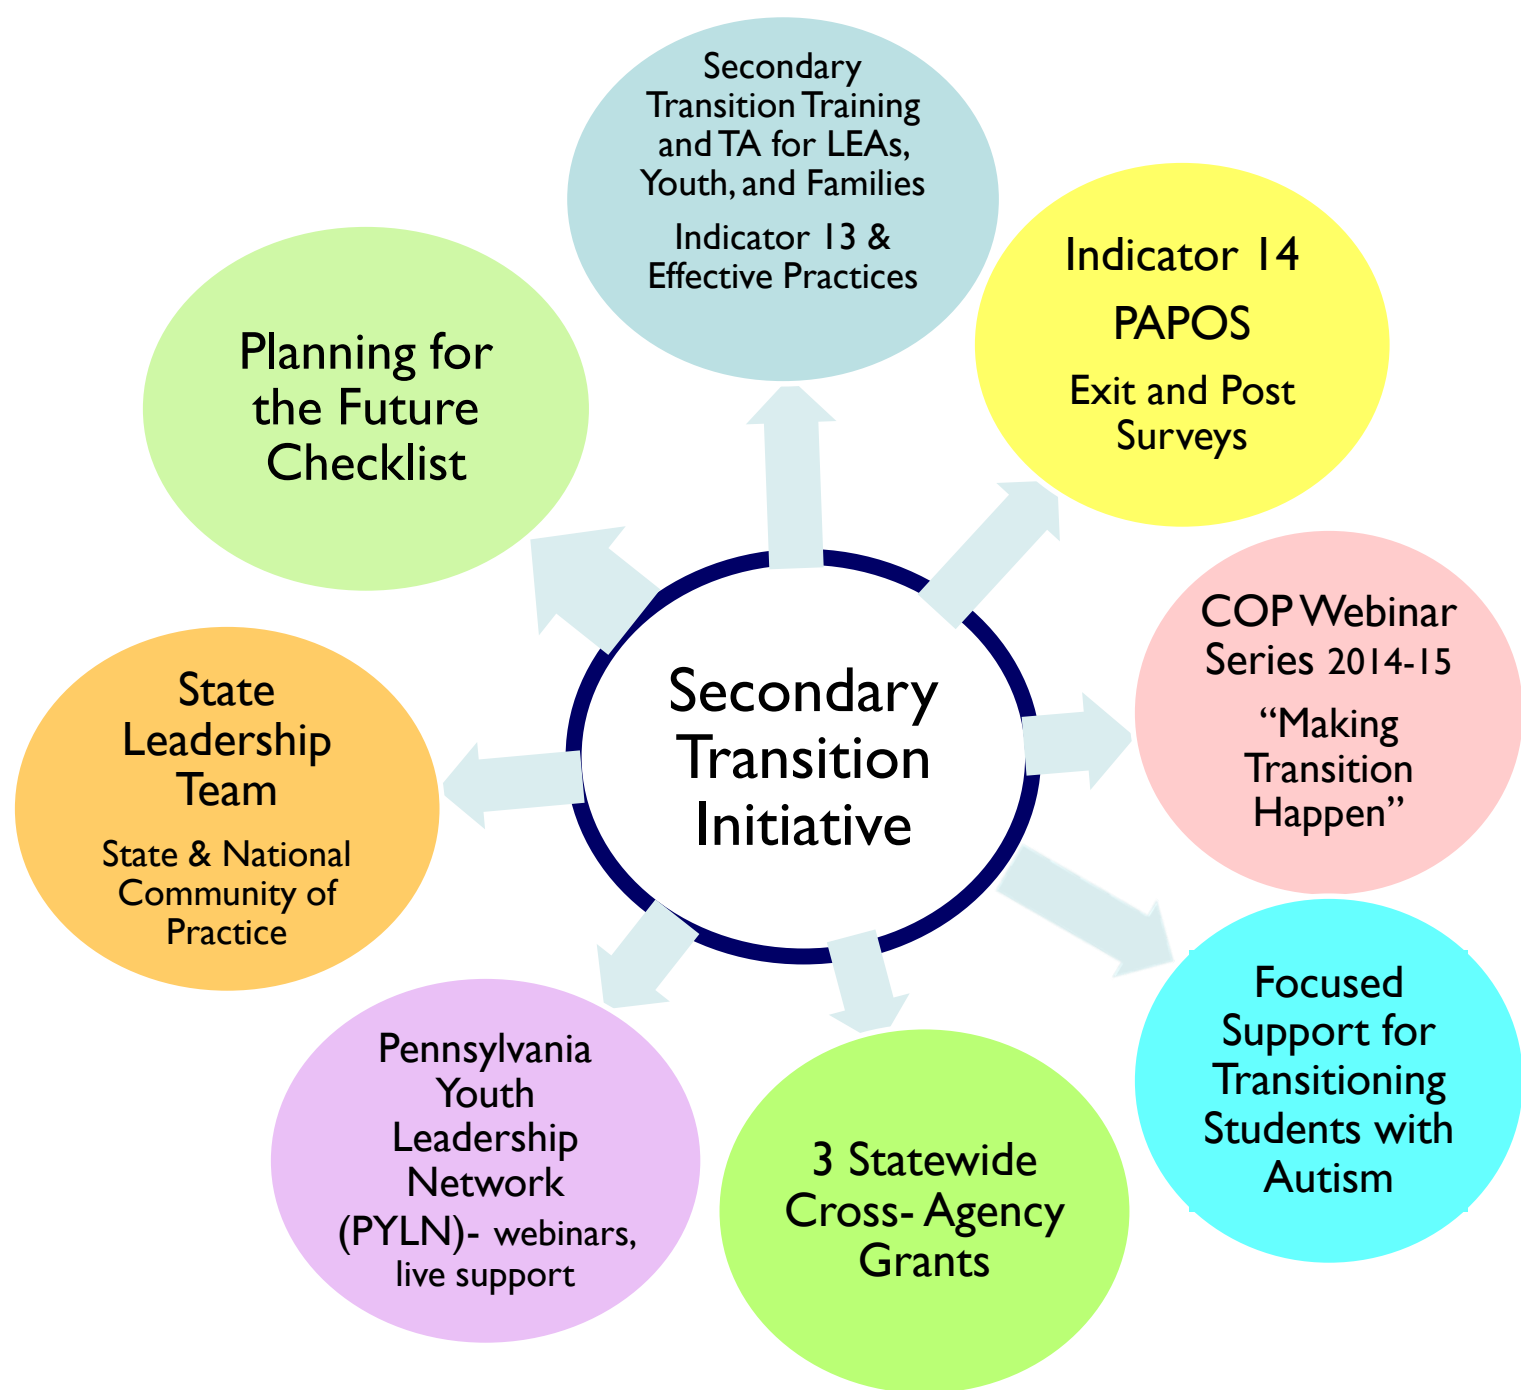 Secondary
Transition Training
and TA for LEAs,
Youth, and Families
Indicator 13 &
Effective Practices
Indicator 14
PAPOS
Exit and Post
Surveys
COP Webinar
Series 2014-15
“Making
Transition
Happen”
Focused
Support for
Transitioning
Students with
Autism
3 Statewide
Cross- Agency
Grants
Pennsylvania
Youth
Leadership
Network
(PYLN)- webinars,
live support
State
Leadership
Team
State & National
Community of
Practice
Planning for
the Future
Checklist
Secondary
Transition
Initiative